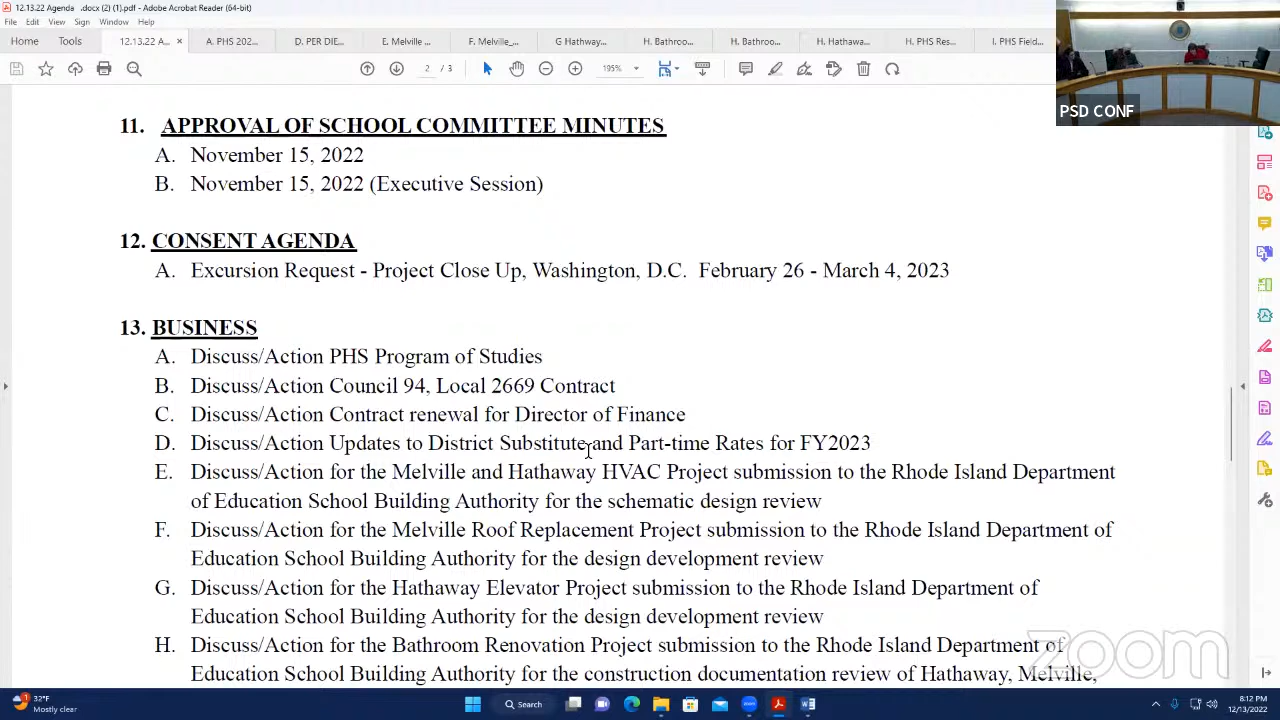 12.13.22 Agenda .docx (2) (1).pdf - Adobe Acrobat Reader (64-bit)
File Edit View Sign Window Help
Home Tools 12.13.22 A... × A. PHS 202... D. PER DIE... E. Melville ... G Hathway... H. Bathroo... H. Bathroo... H. Hathawa... H. PHS Res... I. PHS Field...
/ 3 195%
PSD CONF
11. APPROVAL OF SCHOOL COMMITTEE MINUTES
A. November 15, 2022
B. November 15, 2022 (Executive Session)
12. CONSENT AGENDA
A. Excursion Request - Project Close Up, Washington, D.C. February 26 - March 4, 2023
13. BUSINESS
A. Discuss/Action PHS Program of Studies
B. Discuss/Action Council 94, Local 2669 Contract
C. Discuss/Action Contract renewal for Director of Finance
D. Discuss/Action Updates to District Substitute and Part-time Rates for FY2023
E. Discuss/Action for the Melville and Hathaway HVAC Project submission to the Rhode Island Department
of Education School Building Authority for the schematic design review
F. Discuss/Action for the Melville Roof Replacement Project submission to the Rhode Island Department of
Education School Building Authority for the design development review
G. Discuss/Action for the Hathaway Elevator Project submission to the Rhode Island Department of
Education School Building Authority for the design development review
H. Discuss/Action for the Bathroom Renovation Project submission to the Rhode Island Department of
Education School Building Authority for the construction documentation review of Hathaway, Melville,
zoom
32°F
Mostly clear
Search
8:12 PM
12/13/2022